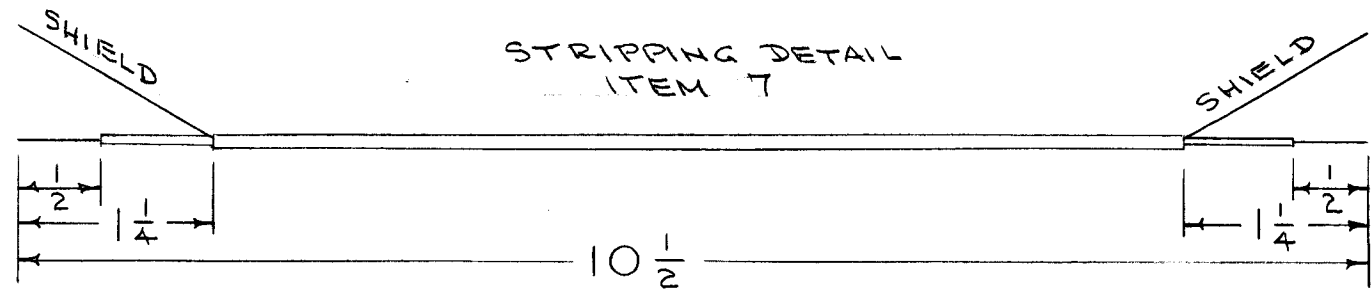 SHIELD
STRIPPING DETAIL
ITEM 7
SHIELD
1/2
1 1/4
1/2
1 1/4
10 1/2